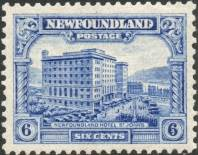 NEWFOUNDLAND
POSTAGE
NEWFOUNDLAND HOTEL ST. JOHN'S
6 SIX CENTS 6